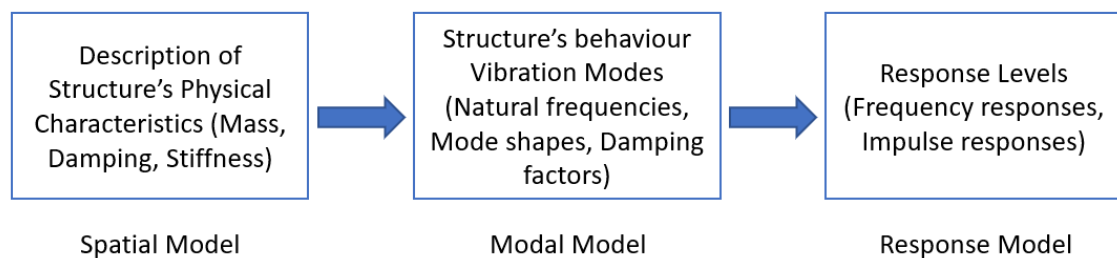 Description of
Structure’s Physical
Characteristics (Mass,
Damping, Stiffness)
Structure’s behaviour
Vibration Modes
(Natural frequencies,
Mode shapes, Damping
factors)
Response Levels
(Frequency responses,
Impulse responses)
Spatial Model
Modal Model
Response Model